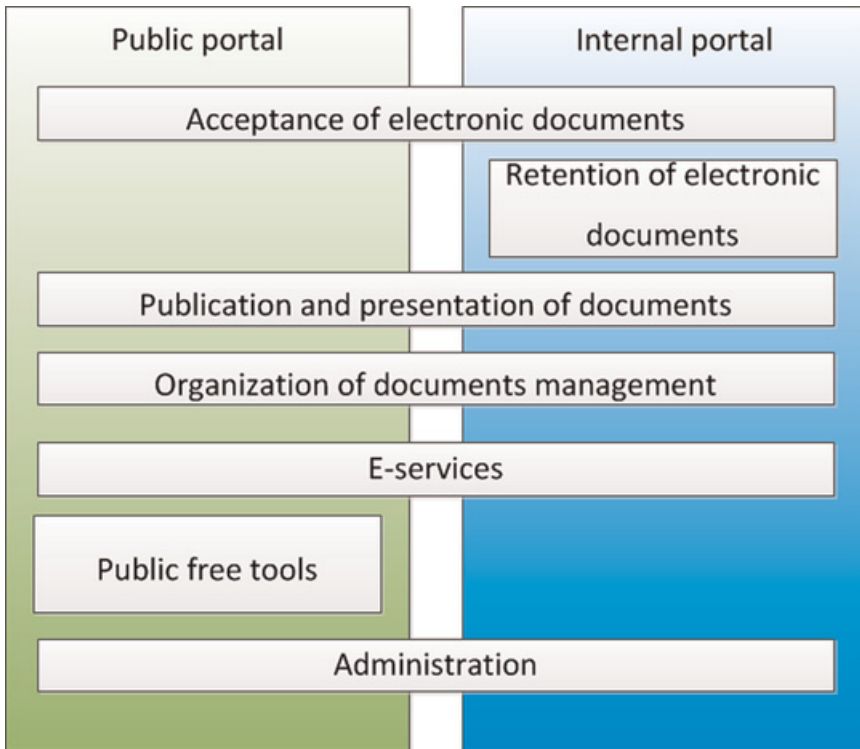 Public portal
Internal portal
Acceptance of electronic documents
Retention of electronic
documents
Publication and presentation of documents
Organization of documents management
E-services
Public free tools
Administration